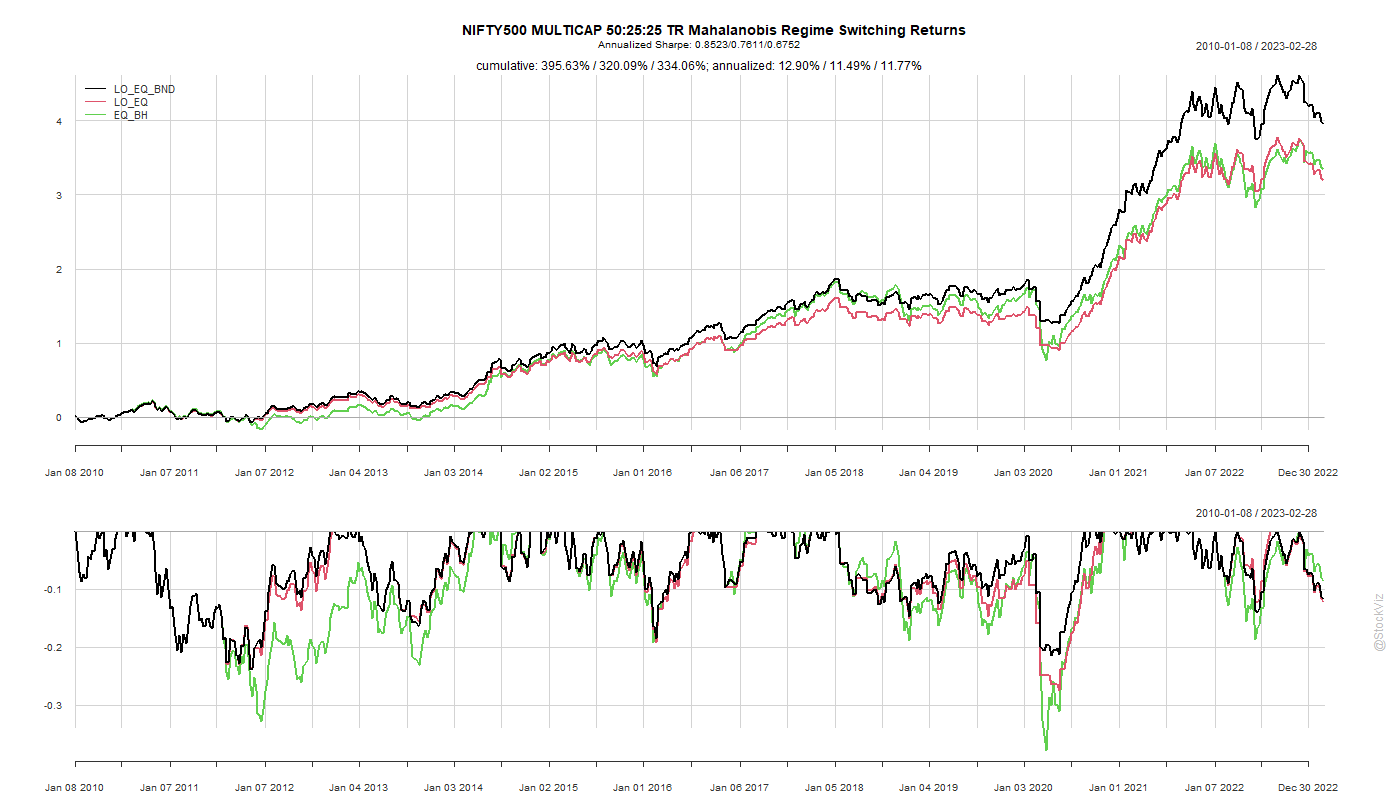 NIFTY500 MULTICAP 50:25:25 TR Mahalanobis Regime Switching Returns
Annualized Sharpe: 0.8523/0.7611/0.6752
2010-01-08 / 2023-02-28
cumulative: 395.63% / 320.09% / 334.06%; annualized: 12.90% / 11.49% / 11.77%
LO_EQ_BND
LO_EQ
EQ_BH
4
3
2
1
0
Jan 08 2010 Jan 07 2011 Jan 07 2012 Jan 04 2013 Jan 03 2014 Jan 02 2015 Jan 01 2016 Jan 06 2017 Jan 05 2018 Jan 04 2019 Jan 03 2020 Jan 01 2021 Jan 07 2022 Dec 30 2022
2010-01-08 / 2023-02-28
-0.1
-0.2
-0.3
Jan 08 2010 Jan 07 2011 Jan 07 2012 Jan 04 2013 Jan 03 2014 Jan 02 2015 Jan 01 2016 Jan 06 2017 Jan 05 2018 Jan 04 2019 Jan 03 2020 Jan 01 2021 Jan 07 2022 Dec 30 2022
@StockViz